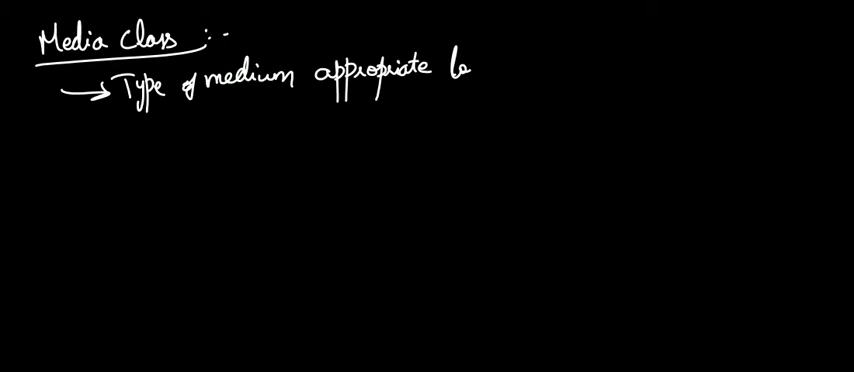 Media Class :-
→ Type of medium appropriate